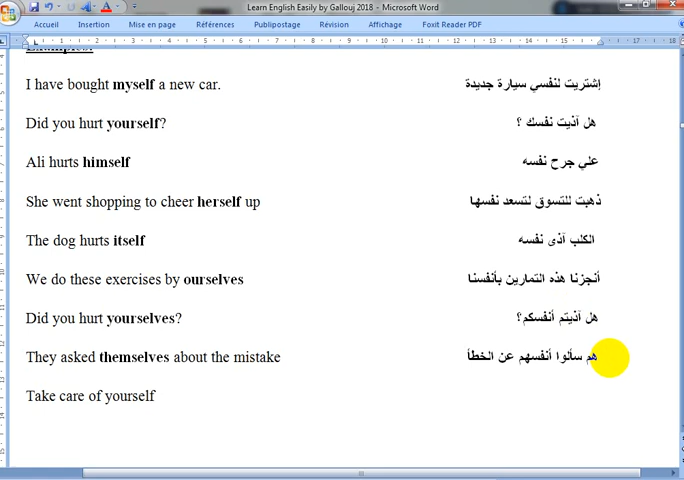 Learn English Easily by Gallouj 2018 - Microsoft Word
Accueil Insertion Mise en page Références Publipostage Révision Affichage Foxit Reader PDF
Examples:
I have bought myself a new car. إشتريت لنفسي سيارة جديدة
Did you hurt yourself? هل آذيت نفسك ؟
Ali hurts himself علي جرح نفسه
She went shopping to cheer herself up ذهبت للتسوق لتسعد نفسها
The dog hurts itself الكلب آذى نفسه
We do these exercises by ourselves أنجزنا هذه التمارين بأنفسنا
Did you hurt yourselves? هل آذيتم أنفسكم؟
They asked themselves about the mistake هم سألوا أنفسهم عن الخطأ
Take care of yourself